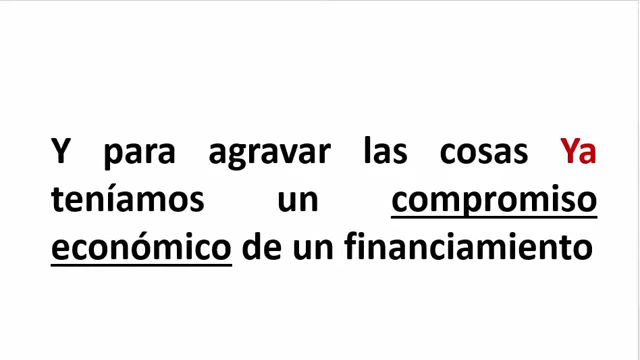 Y para agravar las cosas Ya
teníamos un compromiso
económico de un financiamiento